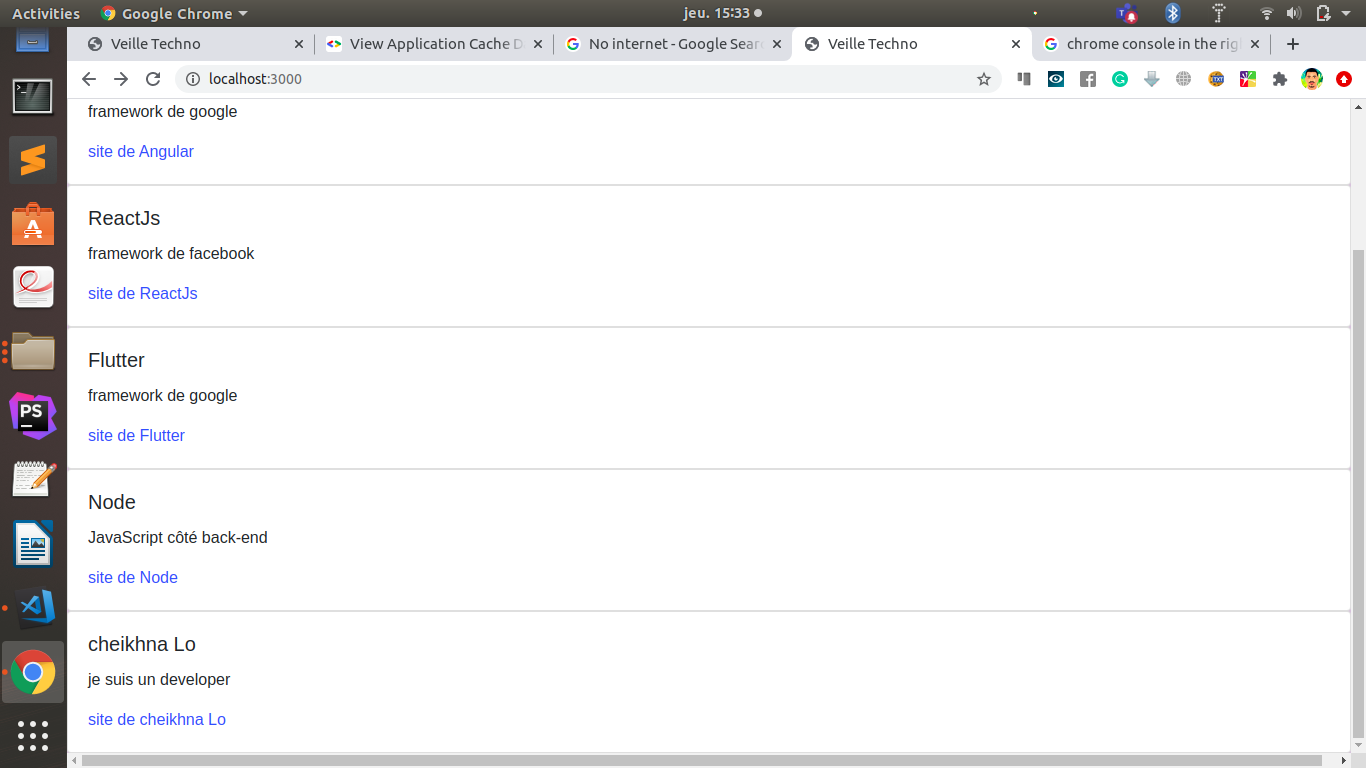 Activities
Google Chrome
jeu. 15:33
Veille Techno
View Application Cache D
No internet - Google Sear
Veille Techno
chrome console in the rig
localhost:3000
TXT
framework de google
site de Angular
ReactJs
framework de facebook
site de ReactJs
Flutter
framework de google
site de Flutter
Node
JavaScript côté back-end
site de Node
cheikhna Lo
je suis un developer
site de cheikhna Lo
PS